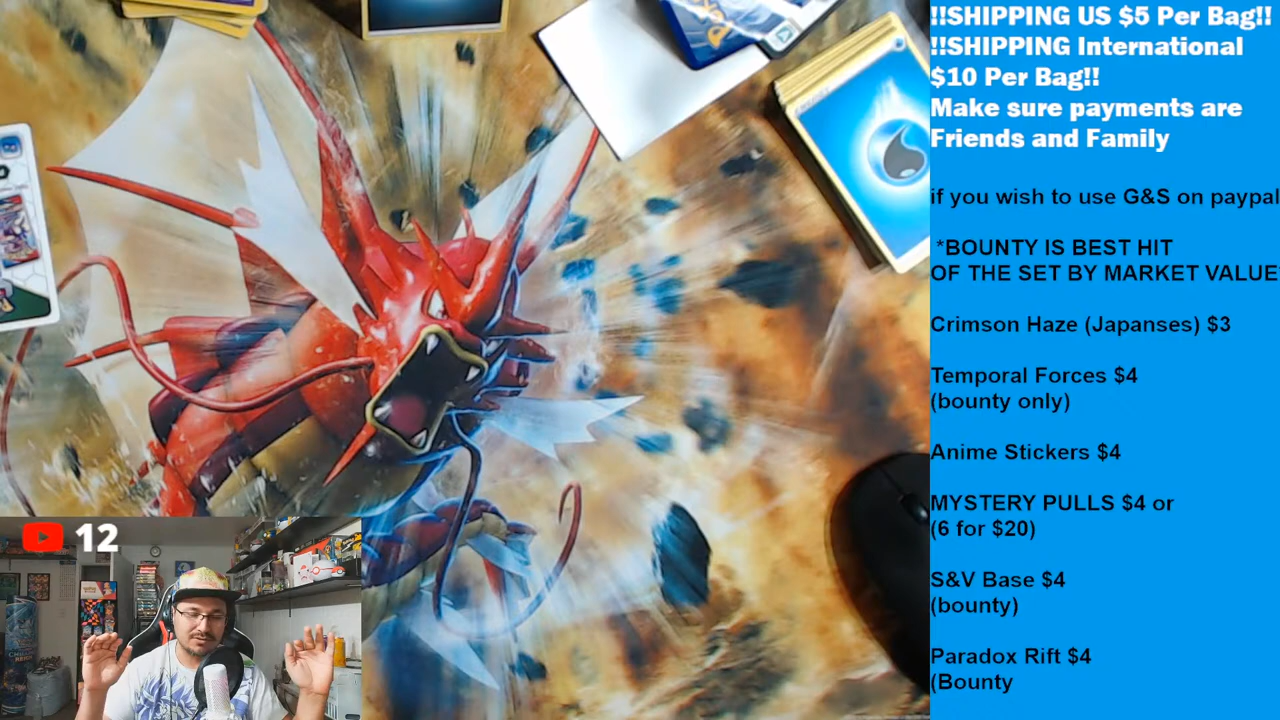 !!SHIPPING US $5 Per Bag!!
!!SHIPPING International
$10 Per Bag!!
Make sure payments are
Friends and Family
if you wish to use G&S on paypal
*BOUNTY IS BEST HIT
OF THE SET BY MARKET VALUE
Crimson Haze (Japanses) $3
Temporal Forces $4
(bounty only)
Anime Stickers $4
MYSTERY PULLS $4 or
(6 for $20)
S&V Base $4
(bounty)
Paradox Rift $4
(Bounty
12